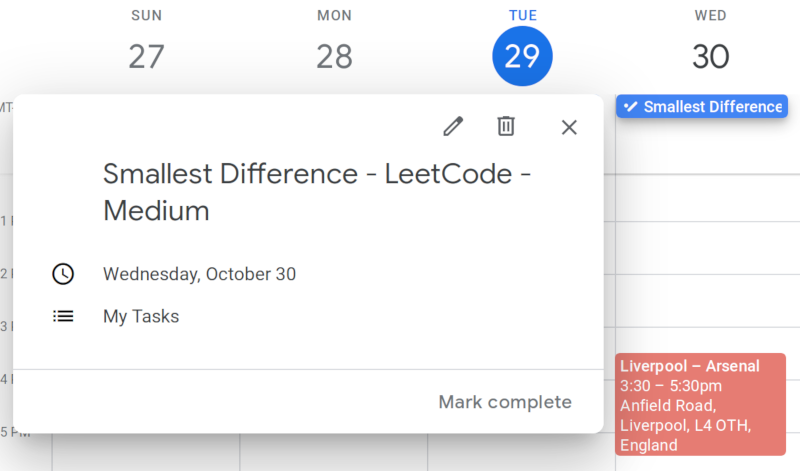 SUN
MON
TUE
WED
27
28
29
30
Smallest Difference
Smallest Difference - LeetCode -
Medium
Wednesday, October 30
My Tasks
Mark complete
1
2
3
4
5 PM
Liverpool – Arsenal
3:30 – 5:30pm
Anfield Road,
Liverpool, L4 OTH,
England